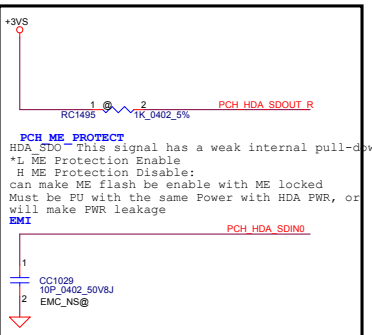 +3VS
1 @ 2 PCH_HDA_SDOUT_R
RC1495 1K_0402_5%
PCH_ME_PROTECT
HDA_SDO This signal has a weak internal pull-dow
*L ME Protection Enable
H ME Protection Disable:
can make ME flash be enable with ME locked
Must be PU with the same Power with HDA PWR, or
will make PWR leakage
EMI
PCH_HDA_SDIN0
1
CC1029
10P_0402_50V8J
2 EMC_NS@